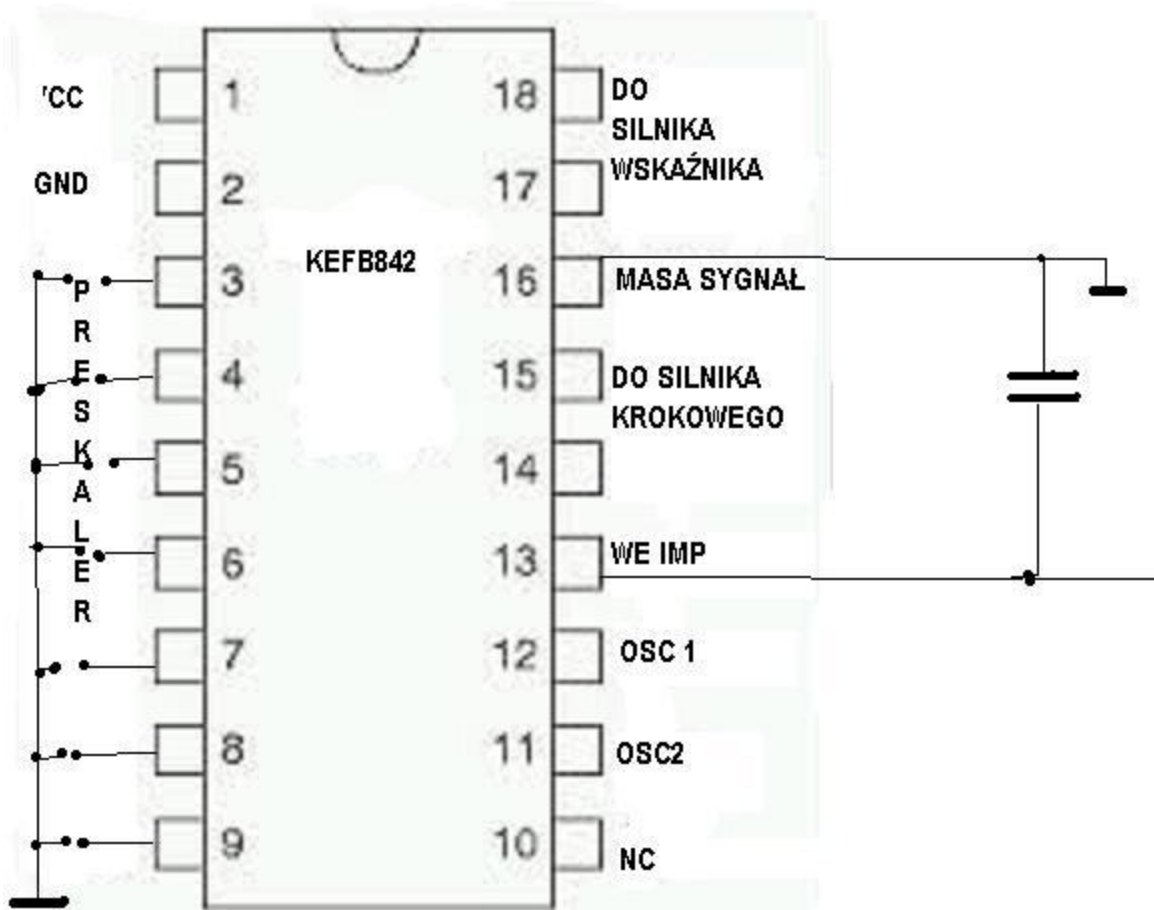 'CC
GND
P
R
E
S
K
A
L
E
R
1
2
3
4
5
6
7
8
9
KEFB842
18
17
16
15
14
13
12
11
10
DO
SILNIKA
WSKAŹNIKA
MASA SYGNAŁ
DO SILNIKA
KROKOWEGO
WE IMP
OSC 1
OSC2
NC